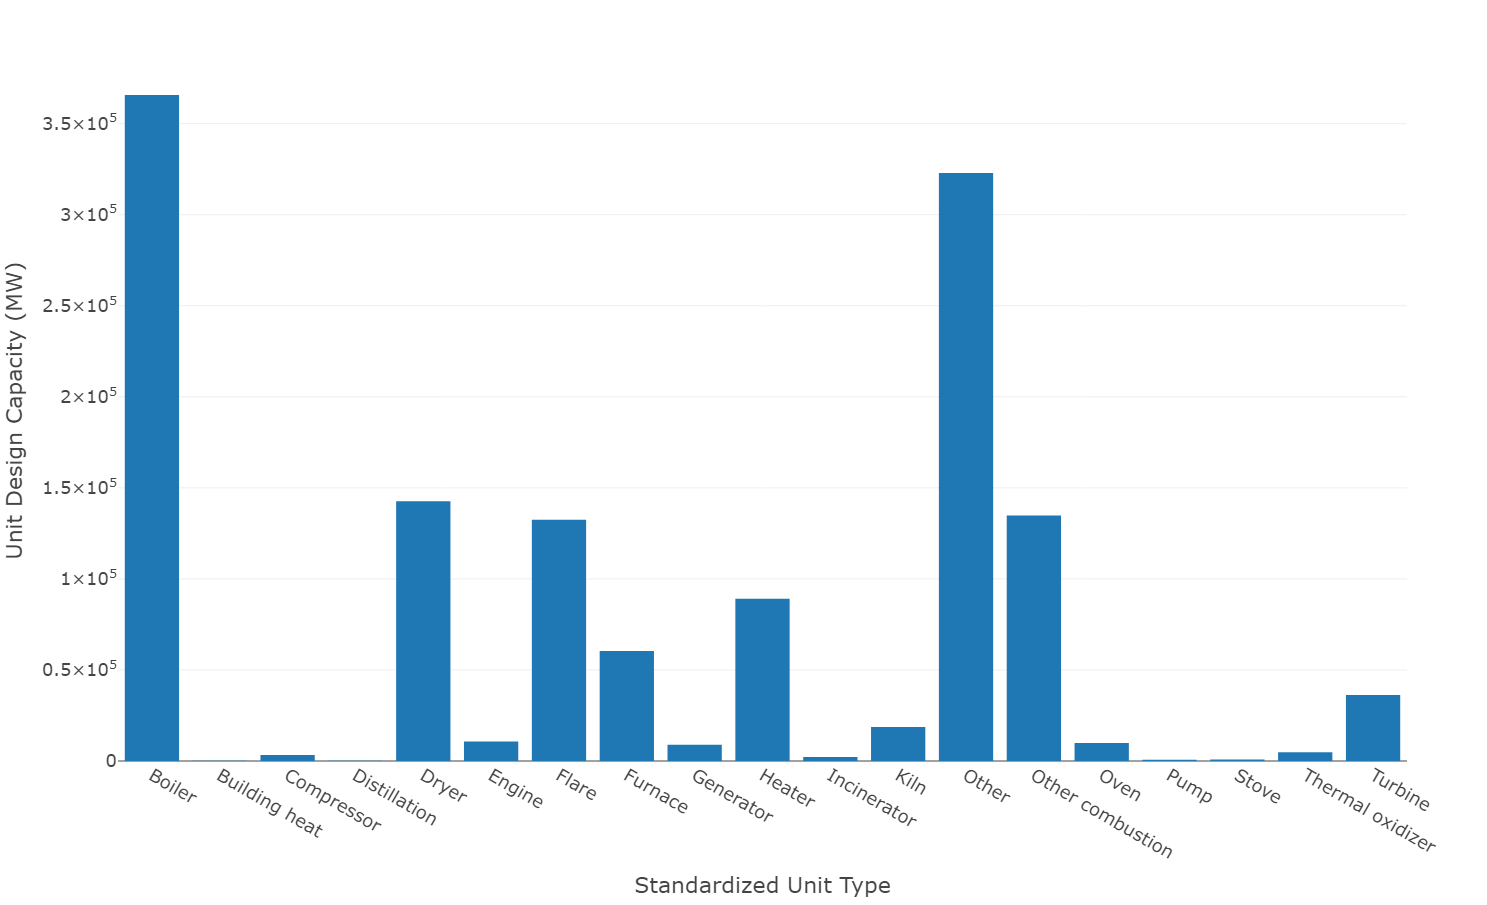 Unit Design Capacity (MW)
3.5×10⁵
3×10⁵
2.5×10⁵
2×10⁵
1.5×10⁵
1×10⁵
0.5×10⁵
0
Boiler
Building heat
Compressor
Distillation
Dryer
Engine
Flare
Furnace
Generator
Heater
Incinerator
Kiln
Other
Other combustion
Oven
Pump
Stove
Thermal oxidizer
Turbine
Standardized Unit Type